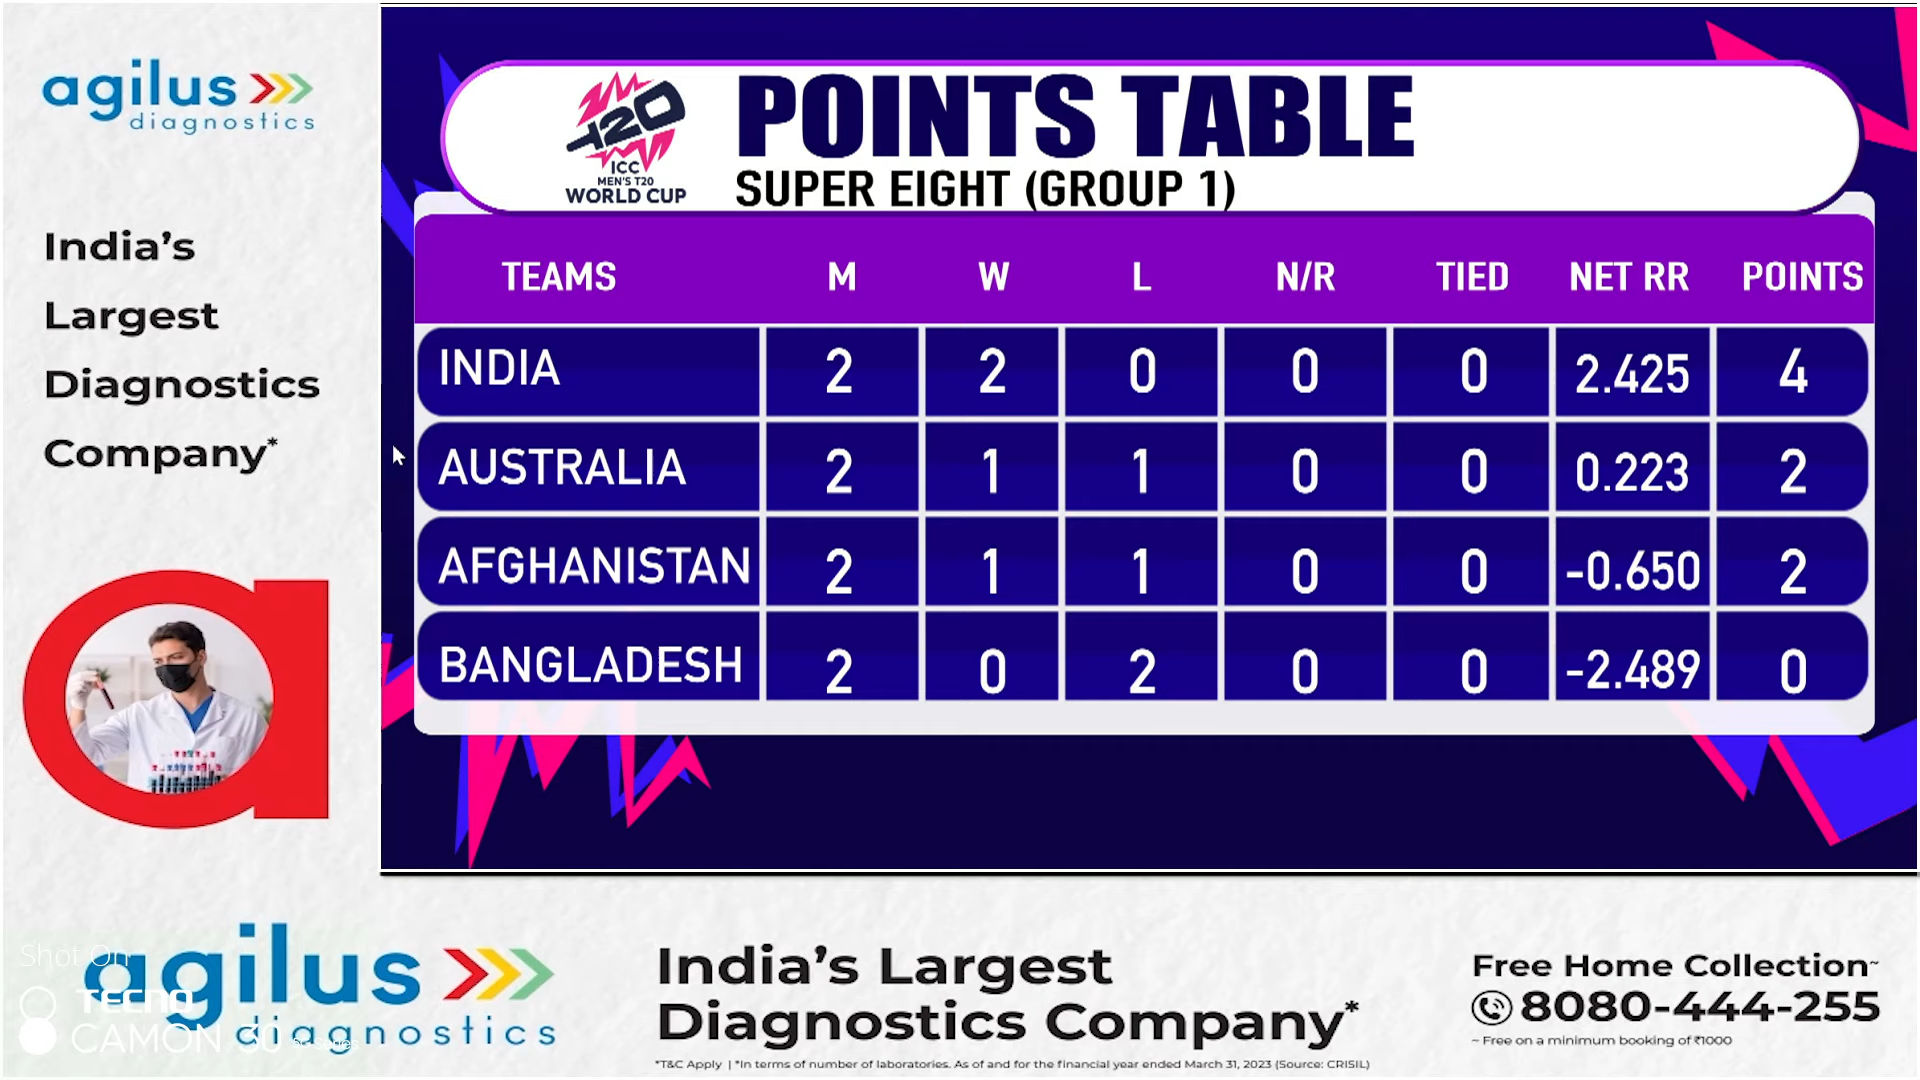 agilus
diagnostics
India's
Largest
Diagnostics
Company*
T20
ICC
MEN'S T20
WORLD CUP
POINTS TABLE
SUPER EIGHT (GROUP 1)
TEAMS M W L N/R TIED NET RR POINTS
INDIA 2 2 0 0 0 2.425 4
AUSTRALIA 2 1 1 0 0 0.223 2
AFGHANISTAN 2 1 1 0 0 -0.650 2
BANGLADESH 2 0 2 0 0 -2.489 0
agilus
diagnostics
Shot On
TECNO
CAMON 30 5G Series
India's Largest
Diagnostics Company*
*T&C Apply | *In terms of number of laboratories. As of and for the financial year ended March 31, 2023 (Source: CRISIL)
Free Home Collection~
8080-444-255
~ Free on a minimum booking of ₹1000